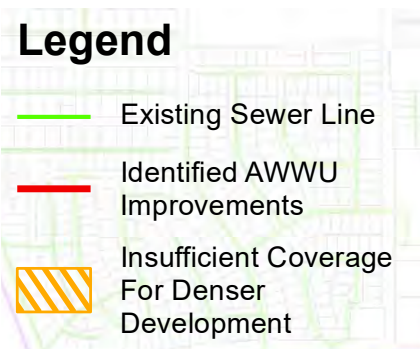 Legend
Existing Sewer Line
Identified AWWU
Improvements
Insufficient Coverage
For Denser
Development